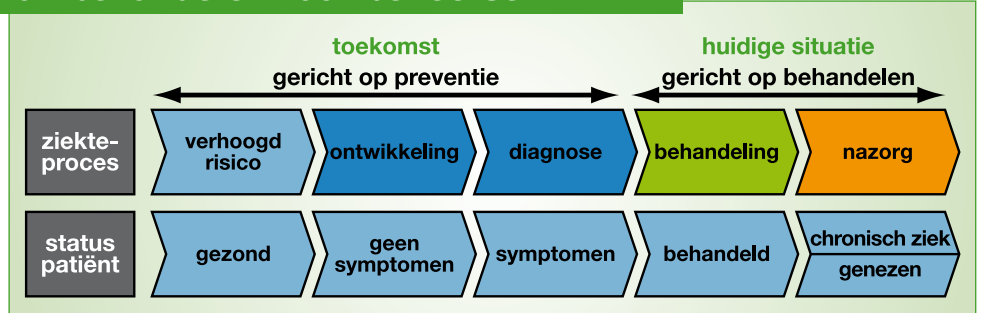 toekomst
gericht op preventie
huidige situatie
gericht op behandelen
ziekte-
proces
verhoogd
risico
ontwikkeling
diagnose
behandeling
nazorg
status
patiënt
gezond
geen
symptomen
symptomen
behandeld
chronisch ziek
genezen